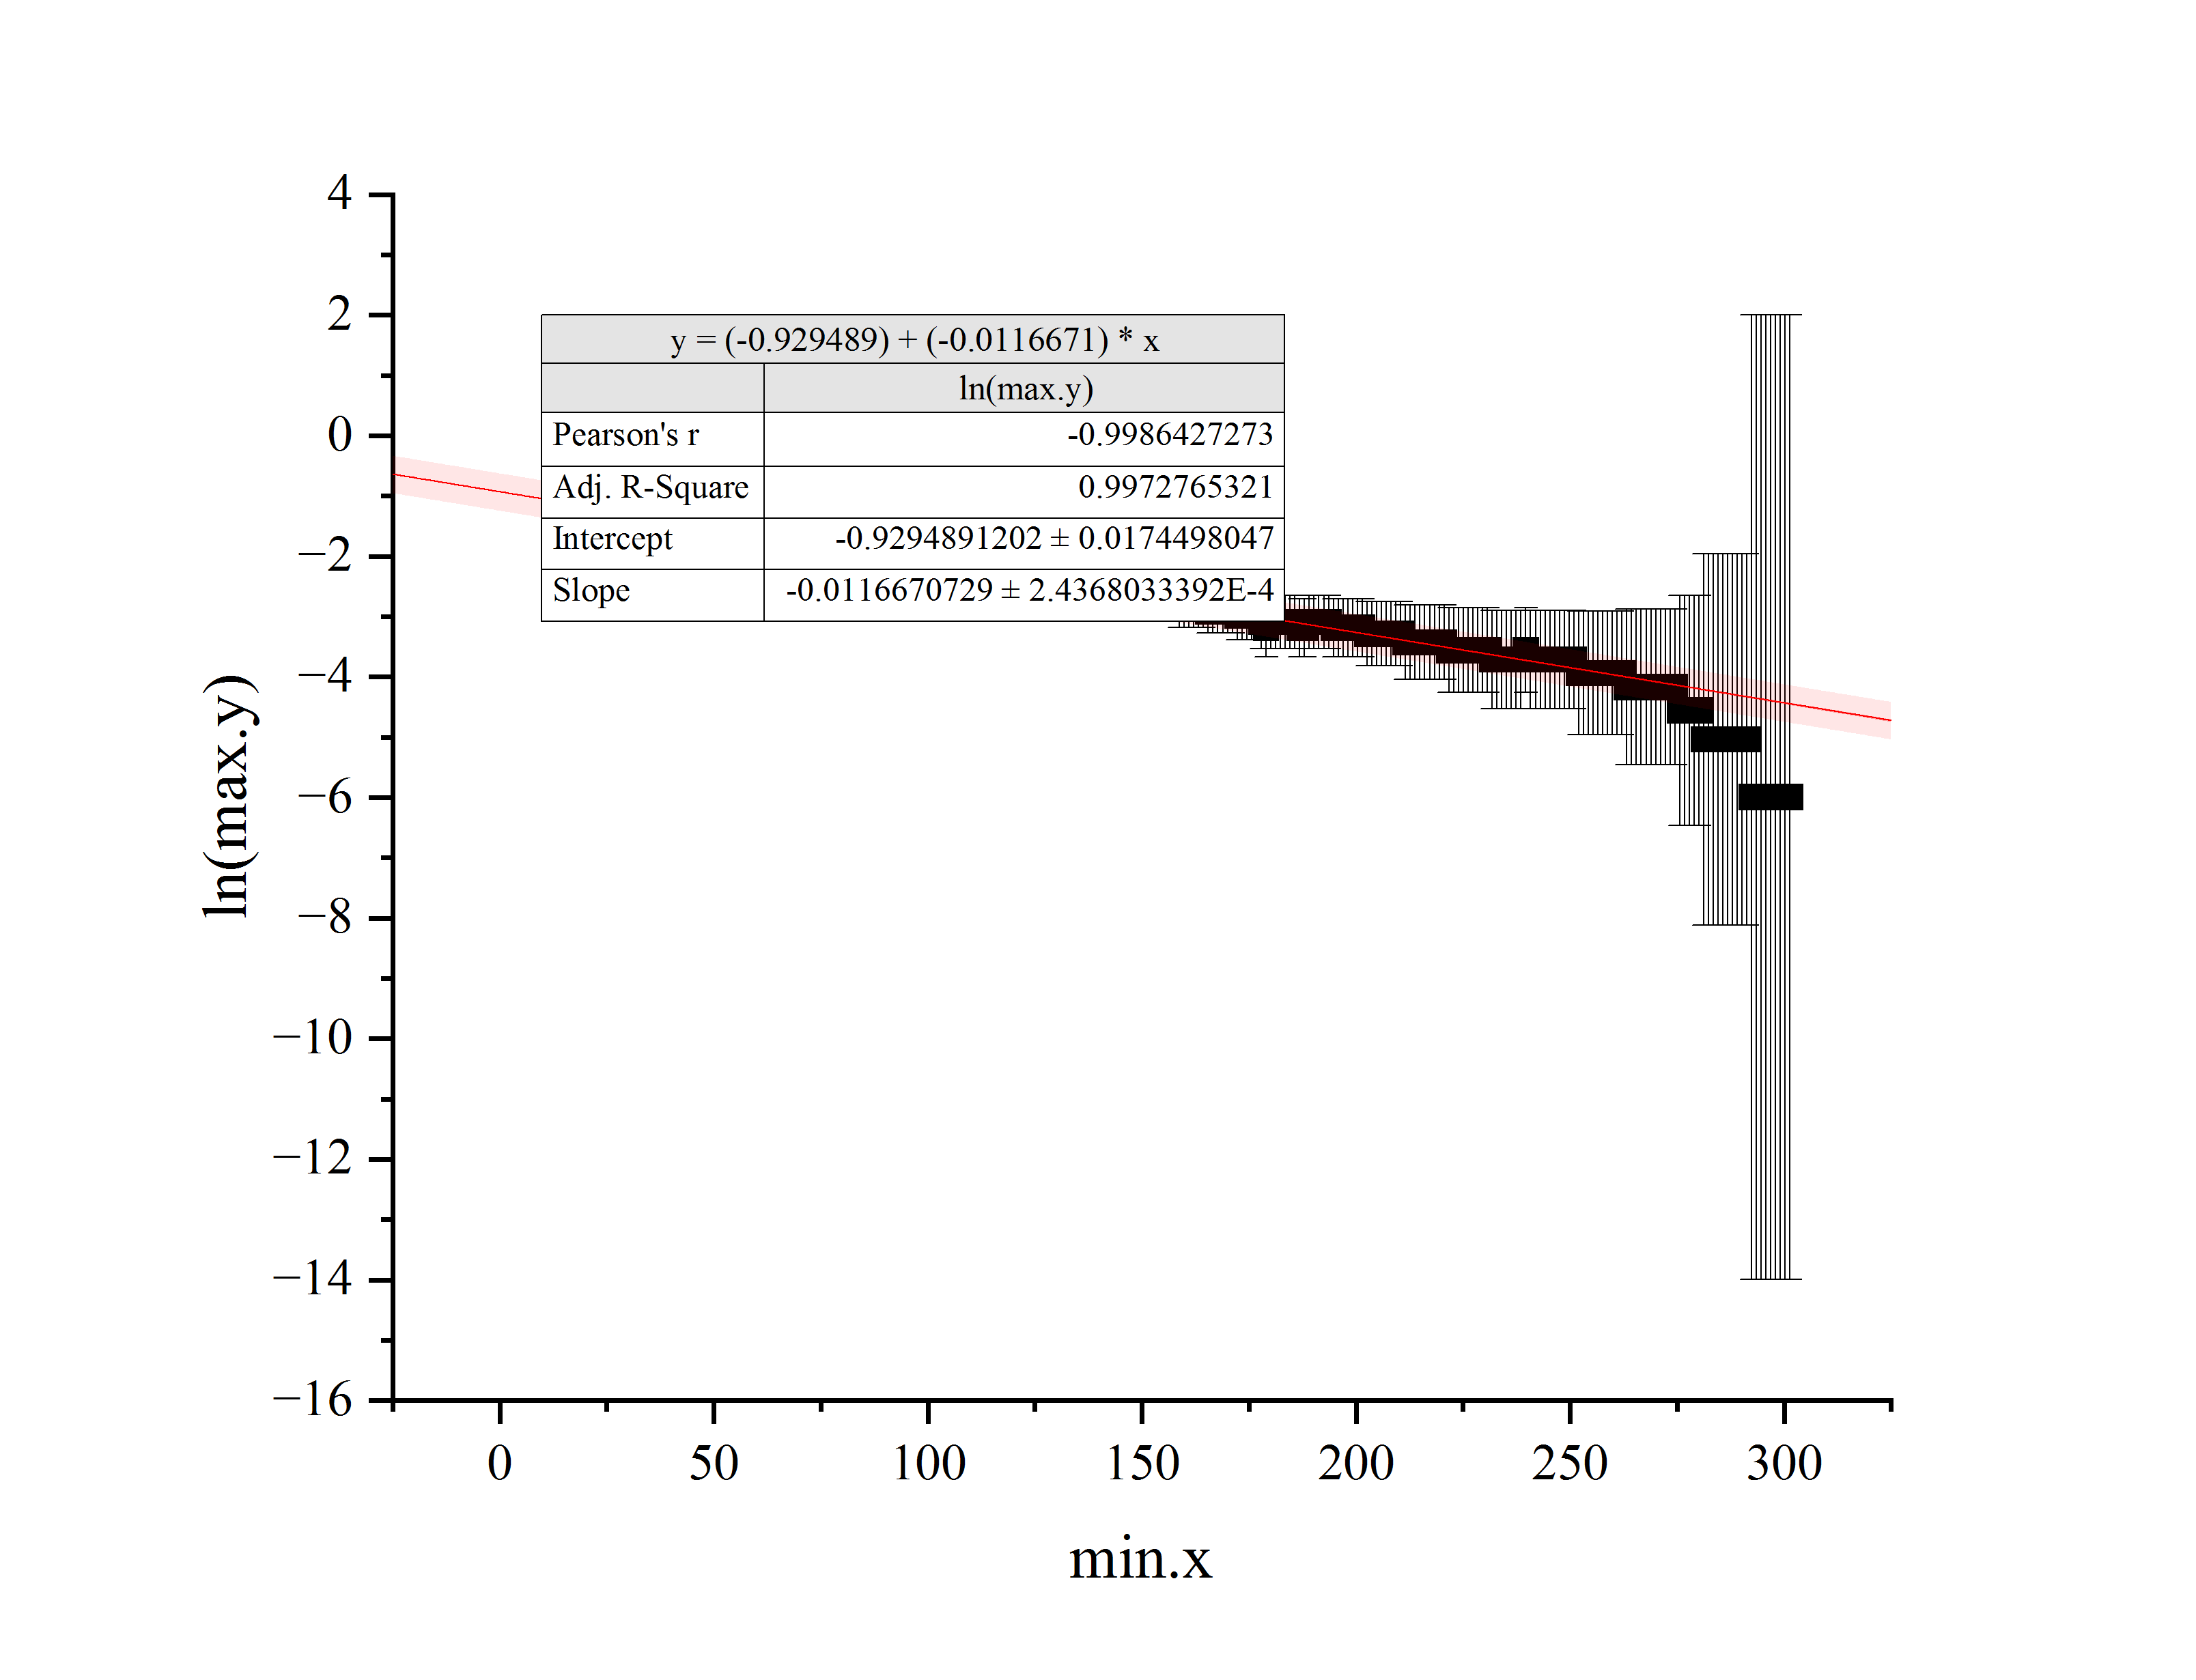 4
2
0
−2
−4
−6
−8
−10
−12
−14
−16
ln(max.y)
y = (-0.929489) + (-0.0116671) * x
ln(max.y)
Pearson's r -0.9986427273
Adj. R-Square 0.9972765321
Intercept -0.9294891202 ± 0.0174498047
Slope -0.0116670729 ± 2.4368033392E-4
0 50 100 150 200 250 300
min.x